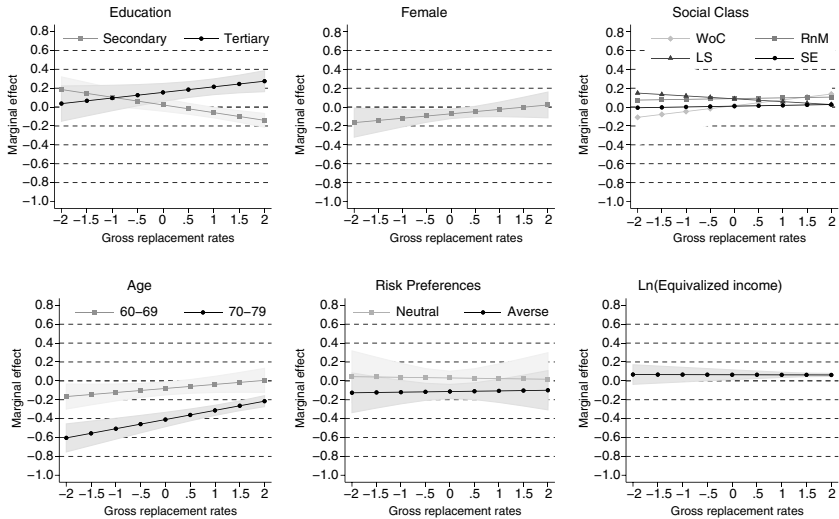 Education
Secondary Tertiary
0.8
0.6
0.4
0.2
0.0
−0.2
−0.4
−0.6
−0.8
−1.0
Marginal effect
−2 −1.5 −1 −.5 0 .5 1 1.5 2
Gross replacement rates
Female
0.8
0.6
0.4
0.2
0.0
−0.2
−0.4
−0.6
−0.8
−1.0
Marginal effect
−2 −1.5 −1 −.5 0 .5 1 1.5 2
Gross replacement rates
Social Class
WoC RnM
LS SE
0.8
0.6
0.4
0.2
0.0
−0.2
−0.4
−0.6
−0.8
−1.0
Marginal effect
−2 −1.5 −1 −.5 0 .5 1 1.5 2
Gross replacement rates
Age
60−69 70−79
0.8
0.6
0.4
0.2
0.0
−0.2
−0.4
−0.6
−0.8
−1.0
Marginal effect
−2 −1.5 −1 −.5 0 .5 1 1.5 2
Gross replacement rates
Risk Preferences
Neutral Averse
0.8
0.6
0.4
0.2
0.0
−0.2
−0.4
−0.6
−0.8
−1.0
Marginal effect
−2 −1.5 −1 −.5 0 .5 1 1.5 2
Gross replacement rates
Ln(Equivalized income)
0.8
0.6
0.4
0.2
0.0
−0.2
−0.4
−0.6
−0.8
−1.0
Marginal effect
−2 −1.5 −1 −.5 0 .5 1 1.5 2
Gross replacement rates